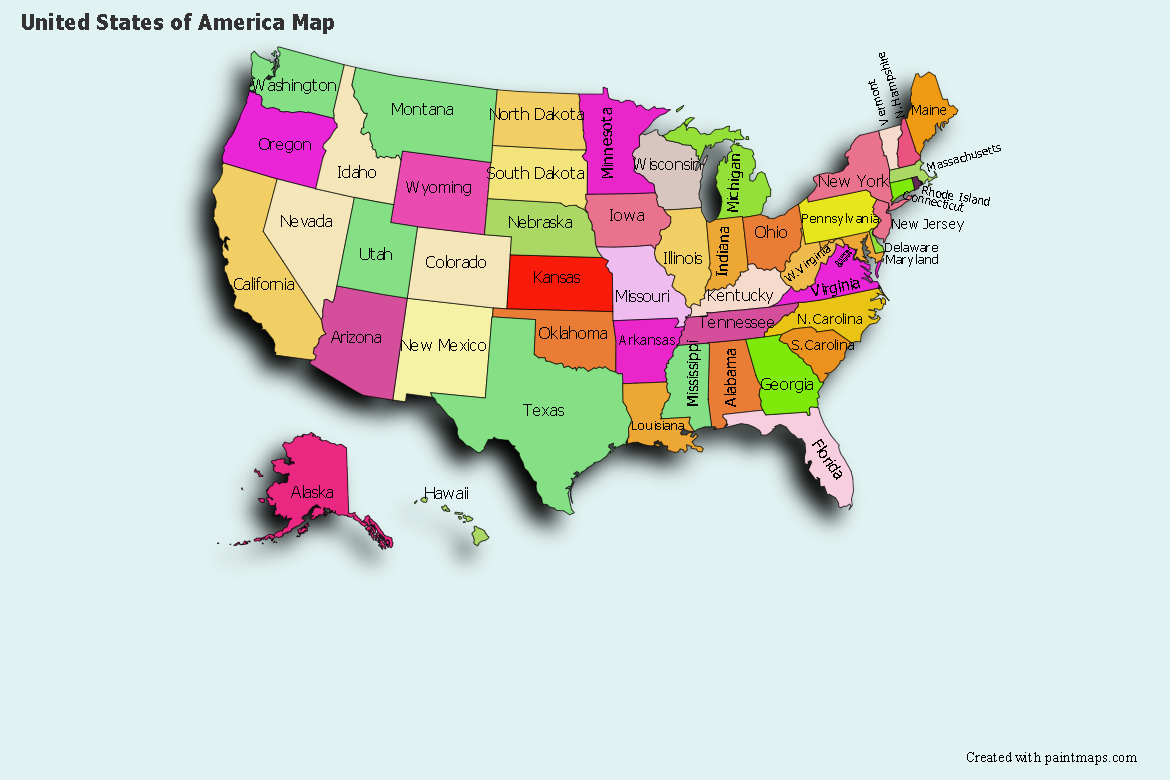 United States of America Map
Washington
Oregon
California
Idaho
Nevada
Montana
Wyoming
Utah
Arizona
Colorado
New Mexico
North Dakota
South Dakota
Nebraska
Kansas
Oklahoma
Texas
Minnesota
Iowa
Missouri
Arkansas
Louisiana
Wisconsin
Illinois
Michigan
Indiana
Ohio
Kentucky
Tennessee
Mississippi
Alabama
Georgia
Florida
S.Carolina
N.Carolina
Virginia
W.Virginia
Pennsylvania
New York
Vermont
N.Hampshire
Maine
Massachusetts
Rhode Island
Connecticut
New Jersey
Delaware
Maryland
Alaska
Hawaii
Created with paintmaps.com